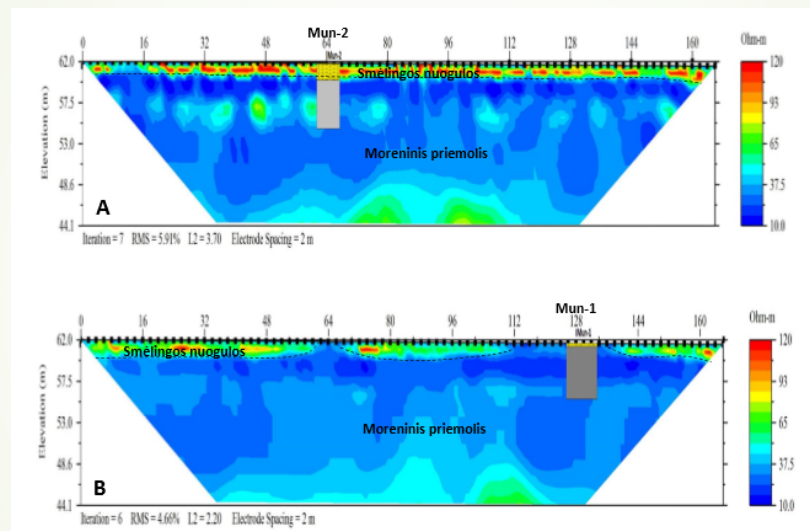 Mun-2
0 16 32 48 64 80 96 112 128 144 160 Ohm-m
Mun-2
62.0 Smėlingos nuogulos 120
57.5 93
Elevation (m)
53.0 Moreninis priemolis 65
48.6 37.5
A
44.1 10.0
Iteration = 7 RMS = 5.91% L2 = 3.70 Electrode Spacing = 2 m
Mun-1
0 16 32 48 64 80 96 112 128 144 160 Ohm-m
Mun-1
62.0 Smėlingos nuogulos 120
57.5 93
Elevation (m)
53.0 Moreninis priemolis 65
48.6 37.5
B
44.1 10.0
Iteration = 6 RMS = 4.66% L2 = 2.20 Electrode Spacing = 2 m